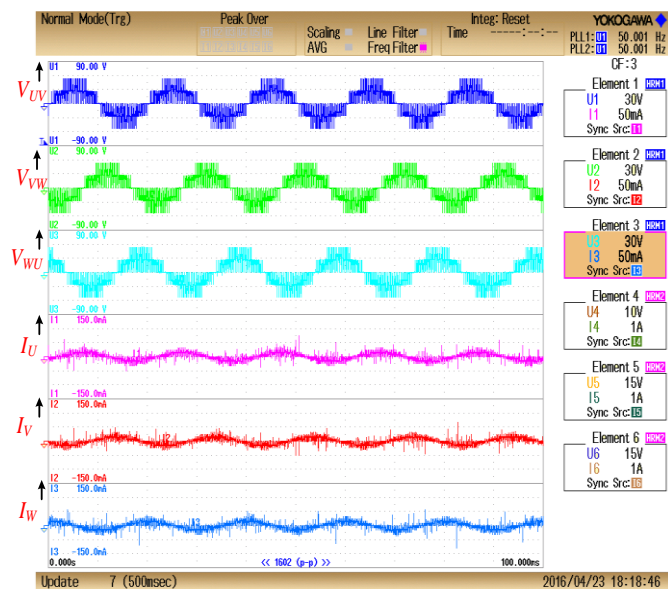 Normal Mode(Trg)
Peak Over
Scaling
AVG
Line Filter
Freq Filter
Integ: Reset
Time -----:--:--
YOKOGAWA
PLL1: U1 50.001 Hz
PLL2: U1 50.001 Hz
CF:3
U1 90.00 V
VUV
U1 -90.00 V
U2 90.00 V
VVW
U2 -90.00 V
U3 90.00 V
VWU
U3 -90.00 V
I1 150.0mA
IU
I1 -150.0mA
I2 150.0mA
IV
I2
I2 -150.0mA
I3 150.0mA
IW
I3 -150.0mA
0.000s
<< 1602 (p-p) >>
100.000ms
Element 1 HRM1
U1 30V
I1 50mA
Sync Src: I1
Element 2 HRM1
U2 30V
I2 50mA
Sync Src: I2
Element 3 HRM1
U3 30V
I3 50mA
Sync Src: I3
Element 4 HRM2
U4 10V
I4 1A
Sync Src: I4
Element 5 HRM2
U5 15V
I5 1A
Sync Src: I5
Element 6 HRM2
U6 15V
I6 1A
Sync Src: I6
Update 7 (500msec)
2016/04/23 18:18:46